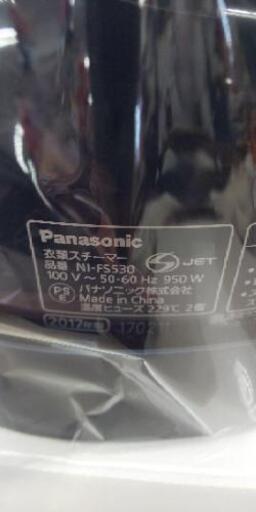 Panasonic
衣類スチーマー
品番 NI-FS530
JET
100 V～50-60 Hz 950 W
PS E パナソニック株式会社
Made in China
温度ヒューズ 229℃ 2個
2017年製